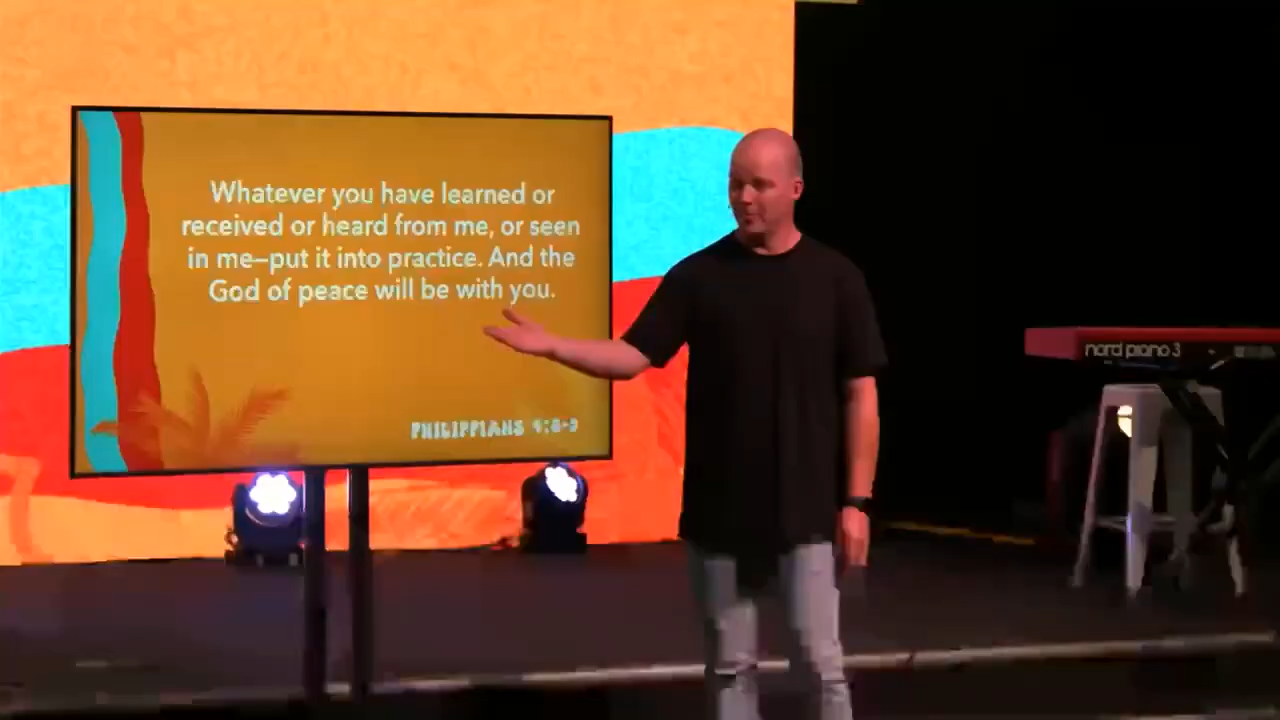 Whatever you have learned or
received or heard from me, or seen
in me–put it into practice. And the
God of peace will be with you.
PHILIPPIANS 4:8-9
nord piano 3